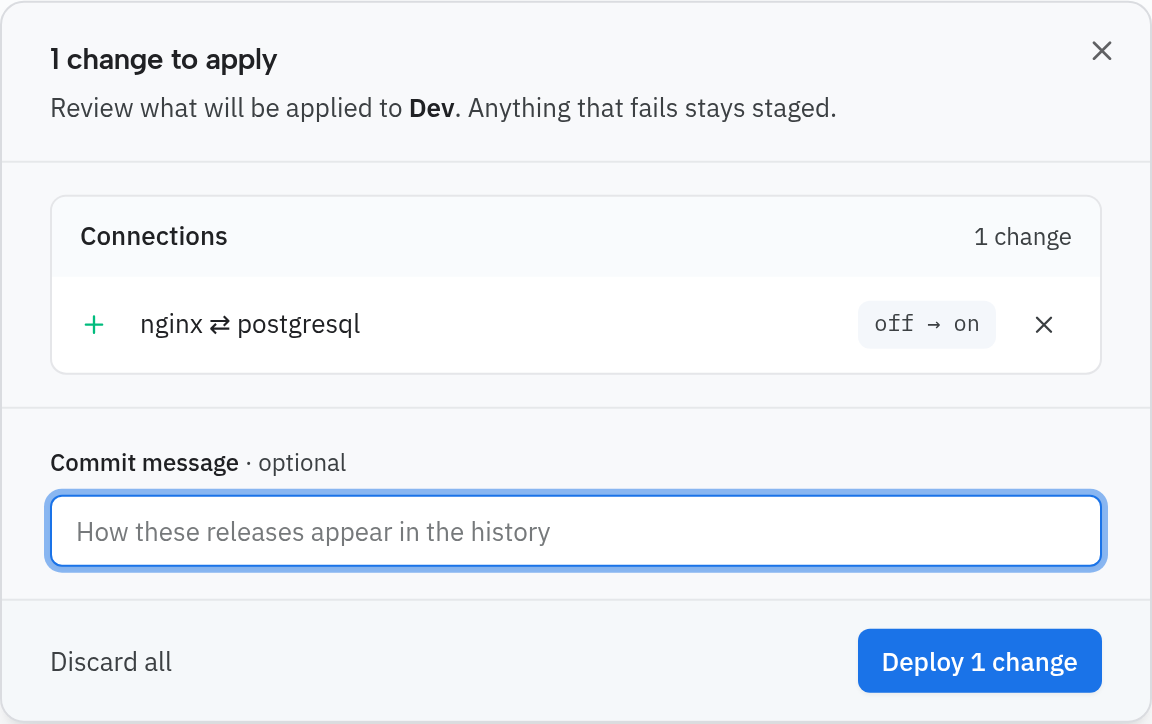 1 change to apply
Review what will be applied to Dev. Anything that fails stays staged.
Connections 1 change
+ nginx ⇄ postgresql off → on
Commit message · optional
How these releases appear in the history
Discard all Deploy 1 change